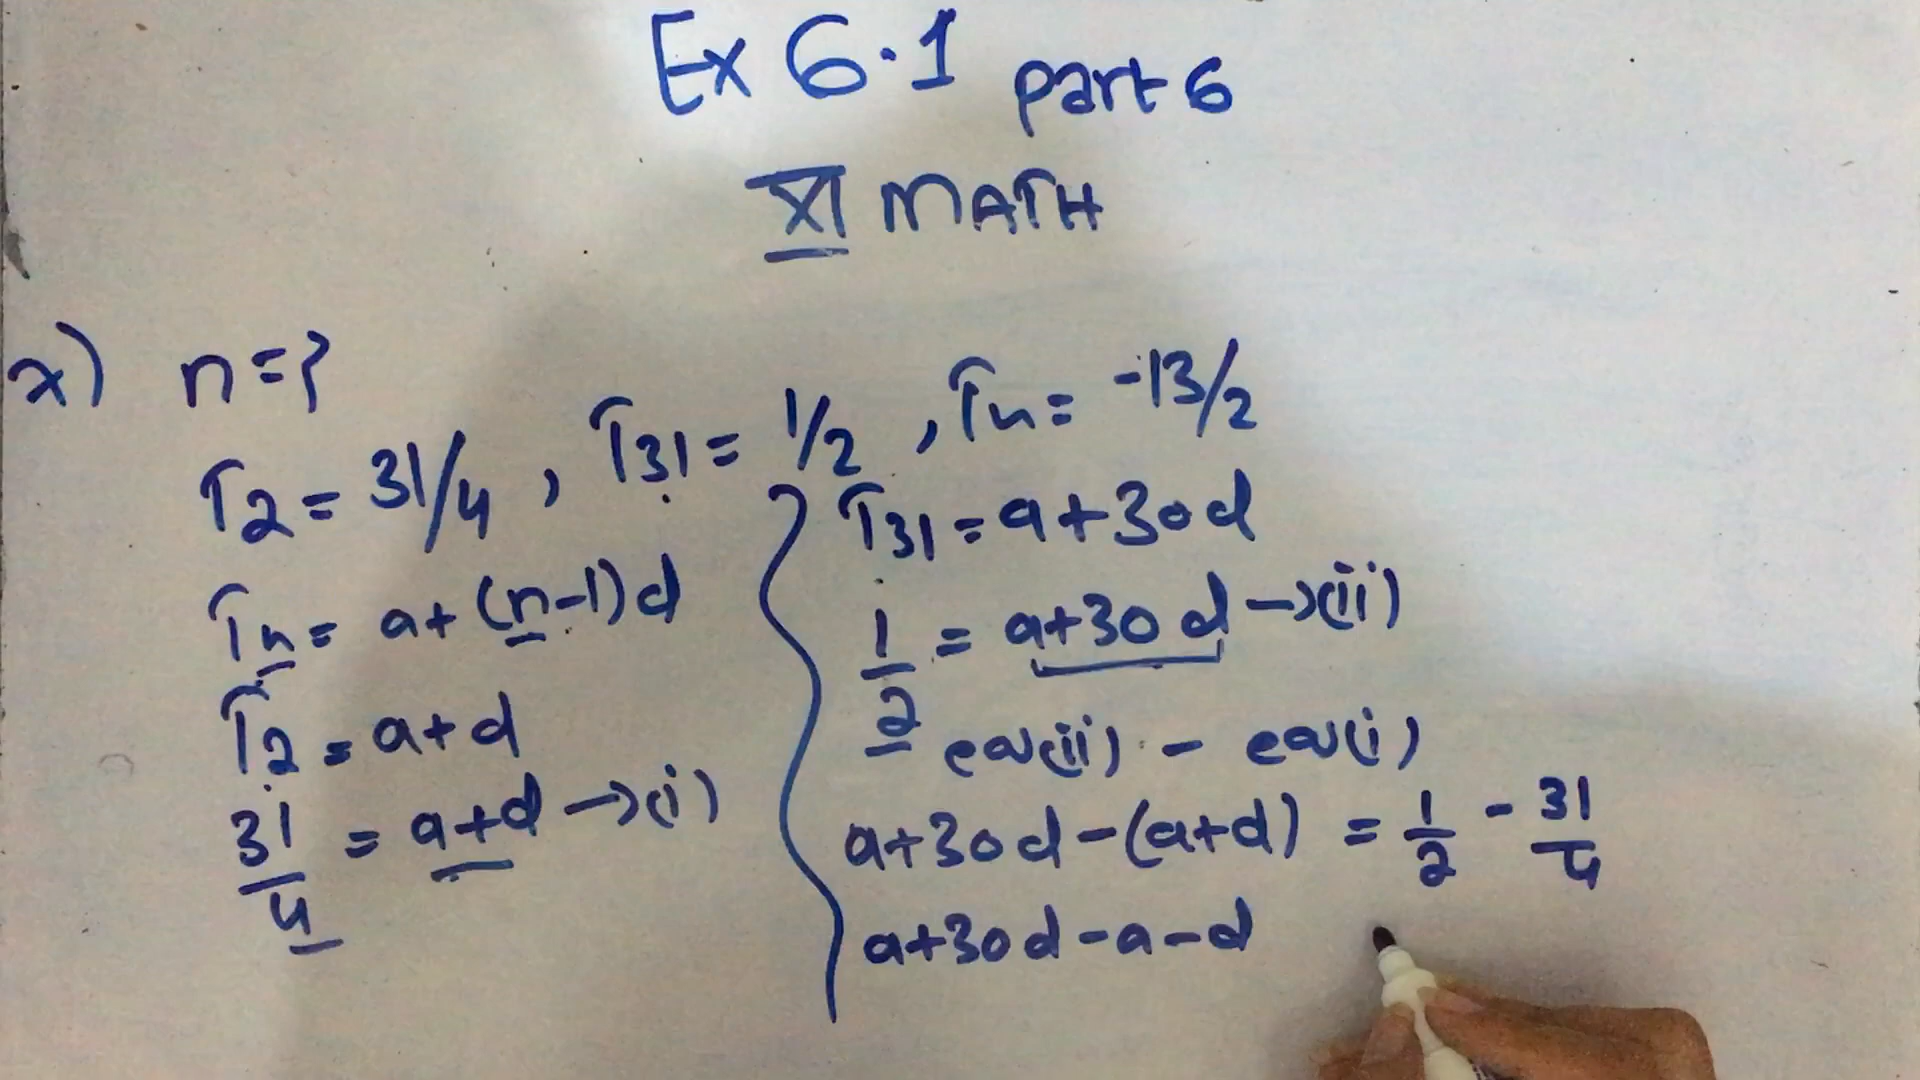 Ex 6.1 part 6
XI MATH
x) n=?
T2 = 31/4 , T31 = 1/2 , Tn = -13/2
Tn = a+(n-1)d
T2 = a+d
31/4 = a+d →(i)
T31 = a+30d
1/2 = a+30d →(ii)
eq(ii) - eq(i)
a+30d-(a+d) = 1/2 - 31/4
a+30d-a-d